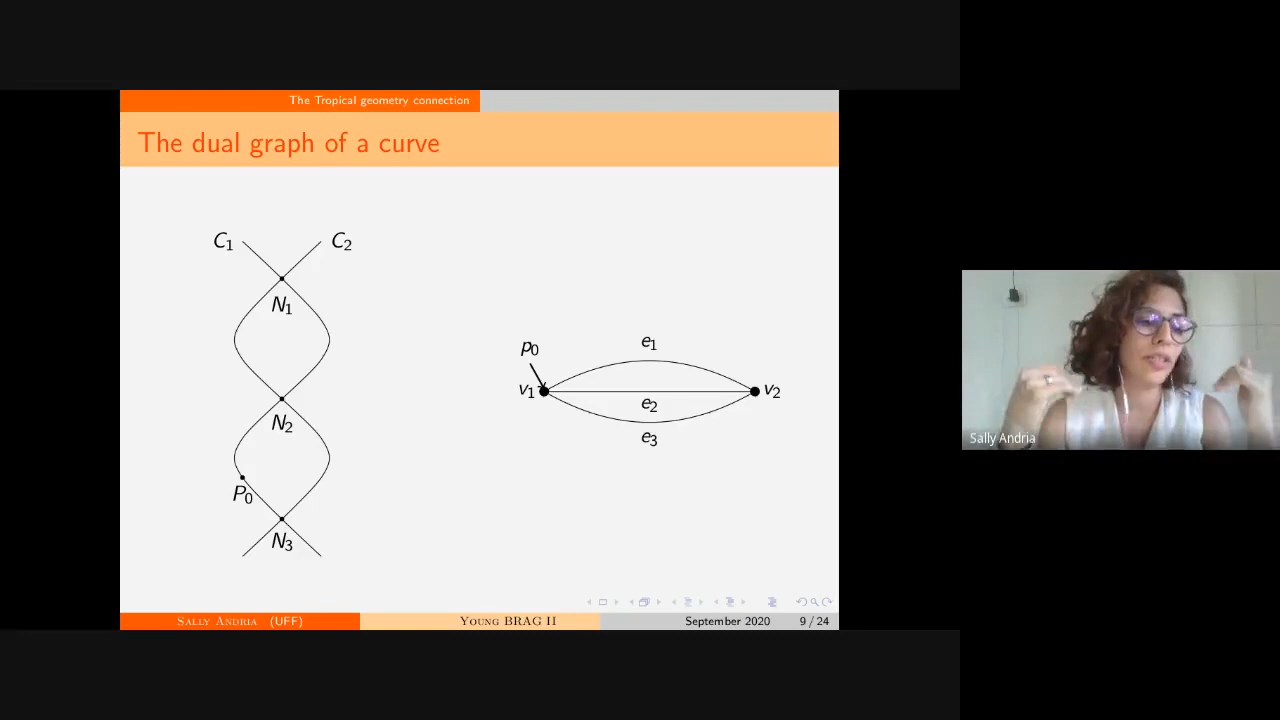 The Tropical geometry connection
The dual graph of a curve
C1 C2
N1
N2
P0
N3
p0
e1
v1 v2
e2
e3
Sally Andria
Sally Andria (UFF) Young BRAG II September 2020 9 / 24